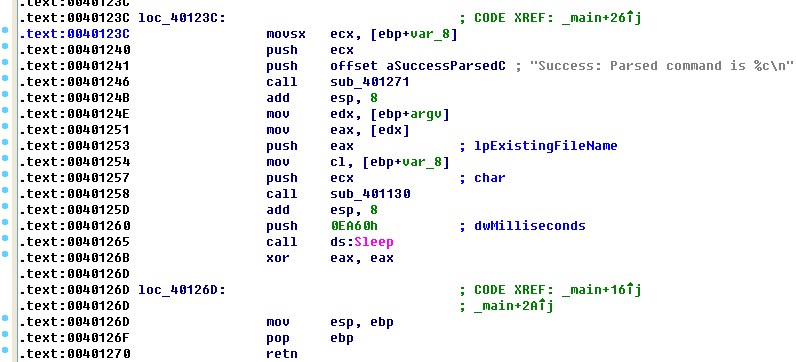 .text:0040123C loc_40123C: ; CODE XREF: _main+26↑j
.text:0040123C movsx ecx, [ebp+var_8]
.text:00401240 push ecx
.text:00401241 push offset aSuccessParsedC ; "Success: Parsed command is %c\n"
.text:00401246 call sub_401271
.text:0040124B add esp, 8
.text:0040124E mov edx, [ebp+argv]
.text:00401251 mov eax, [edx]
.text:00401253 push eax ; lpExistingFileName
.text:00401254 mov cl, [ebp+var_8]
.text:00401257 push ecx ; char
.text:00401258 call sub_401130
.text:0040125D add esp, 8
.text:00401260 push 0EA60h ; dwMilliseconds
.text:00401265 call ds:Sleep
.text:0040126B xor eax, eax
.text:0040126D
.text:0040126D loc_40126D: ; CODE XREF: _main+16↑j
.text:0040126D ; _main+2A↑j
.text:0040126D mov esp, ebp
.text:0040126F pop ebp
.text:00401270 retn